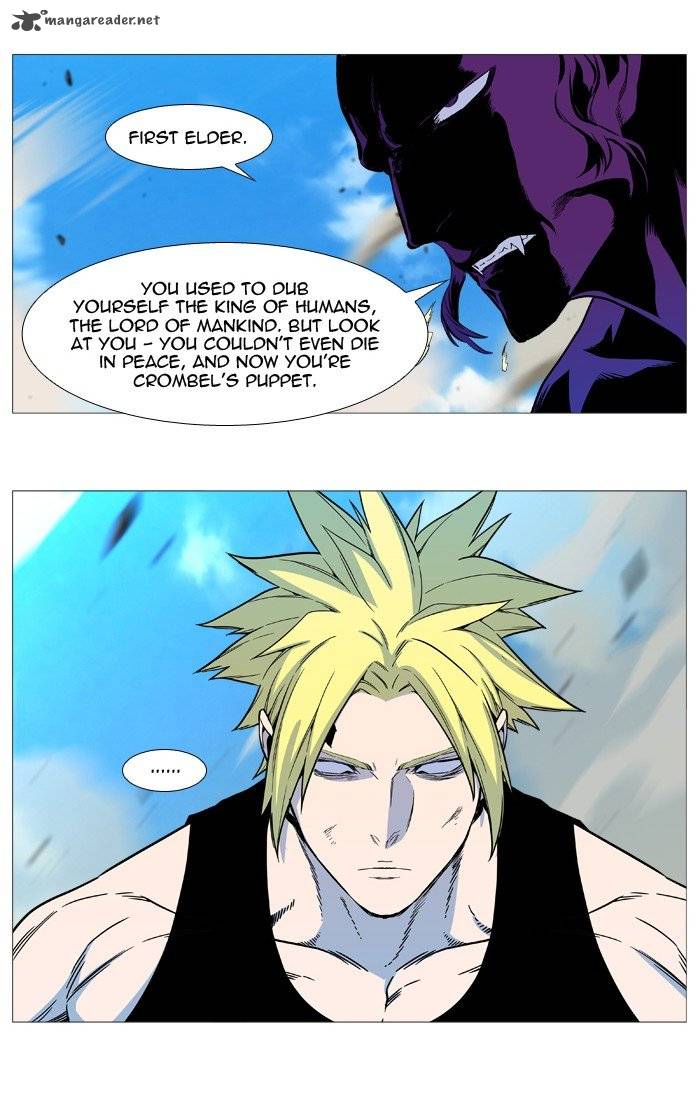 mangareader.net
FIRST ELDER.
YOU USED TO DUB
YOURSELF THE KING OF HUMANS,
THE LORD OF MANKIND. BUT LOOK
AT YOU - YOU COULDN'T EVEN DIE
IN PEACE, AND NOW YOU'RE
CROMBEL'S PUPPET.
......